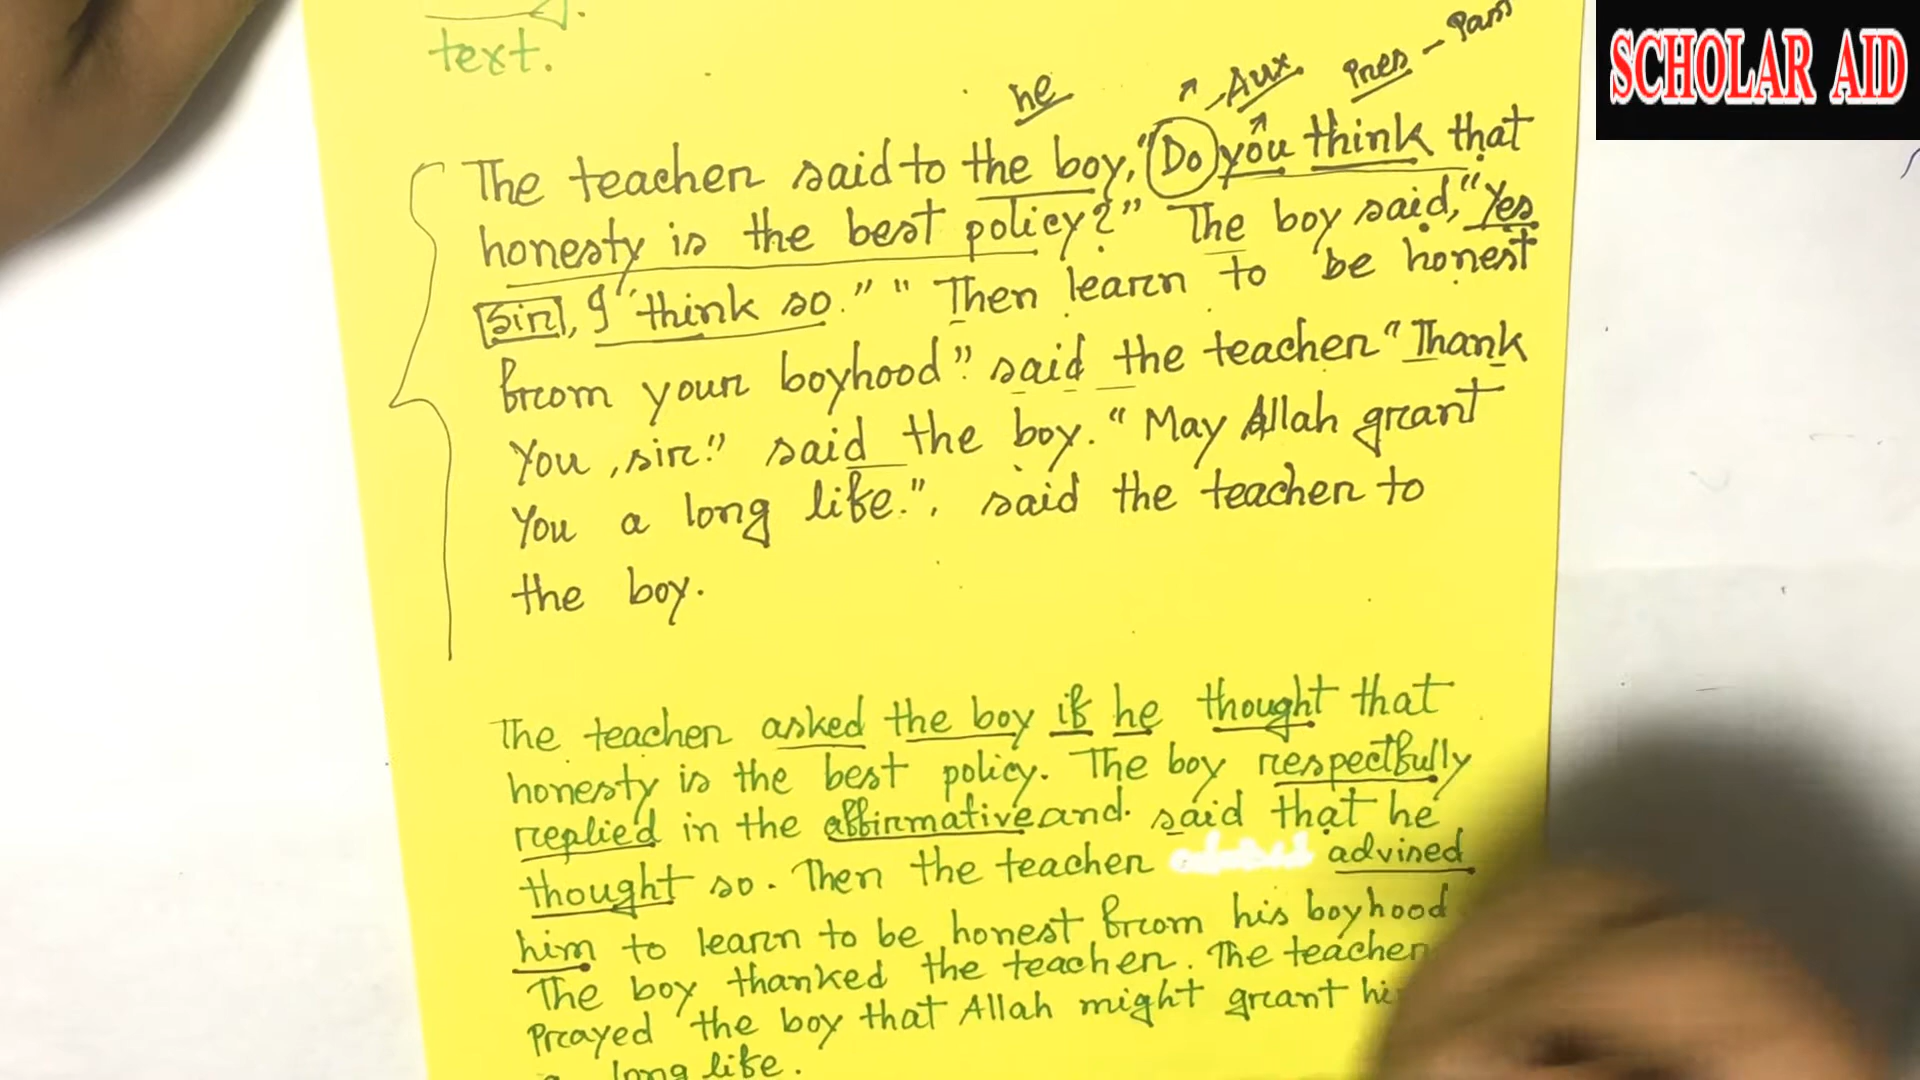 text.
he
Aux
Pres - Past
SCHOLAR AID
The teacher said to the boy, "Do you think that
honesty is the best policy?" The boy said, "Yes
sir, I think so." "Then learn to be honest
from your boyhood" said the teacher "Thank
You, sir." said the boy. "May Allah grant
You a long life.", said the teacher to
the boy.
The teacher asked the boy if he thought that
honesty is the best policy. The boy respectfully
replied in the affirmative and said that he
thought so. Then the teacher advised
him to learn to be honest from his boyhood
The boy thanked the teacher. The teacher
Prayed the boy that Allah might grant
a long life.